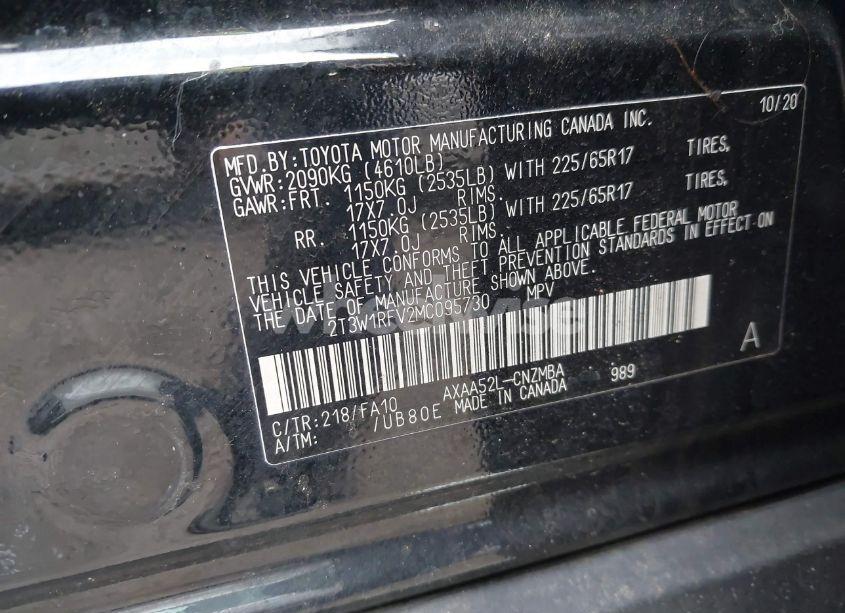 10/20
MFD.BY:TOYOTA MOTOR MANUFACTURING CANADA INC.
GVWR:2090KG (4610LB)
GAWR:FRT. 1150KG (2535LB) WITH 225/65R17 TIRES,
17X7.0J RIMS.
RR. 1150KG (2535LB) WITH 225/65R17 TIRES,
17X7.0J RIMS.
THIS VEHICLE CONFORMS TO ALL APPLICABLE FEDERAL MOTOR
VEHICLE SAFETY AND THEFT PREVENTION STANDARDS IN EFFECT ON
THE DATE OF MANUFACTURE SHOWN ABOVE.
2T3W1RFV2MC095730 MPV
A
C/TR:218/FA10 AXAA52L-CNZMBA 989
A/TM: /UB80E MADE IN CANADA